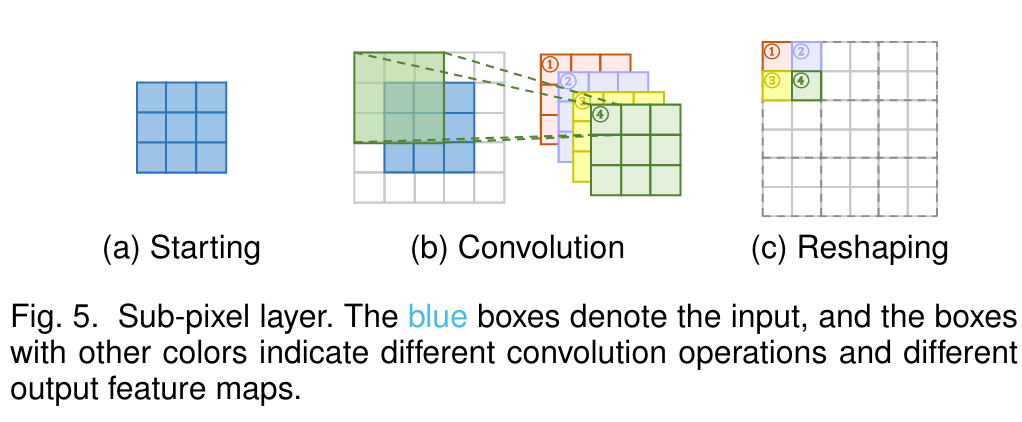 ① ② ③ ④
① ②
③ ④
(a) Starting (b) Convolution (c) Reshaping
Fig. 5. Sub-pixel layer. The blue boxes denote the input, and the boxes
with other colors indicate different convolution operations and different
output feature maps.